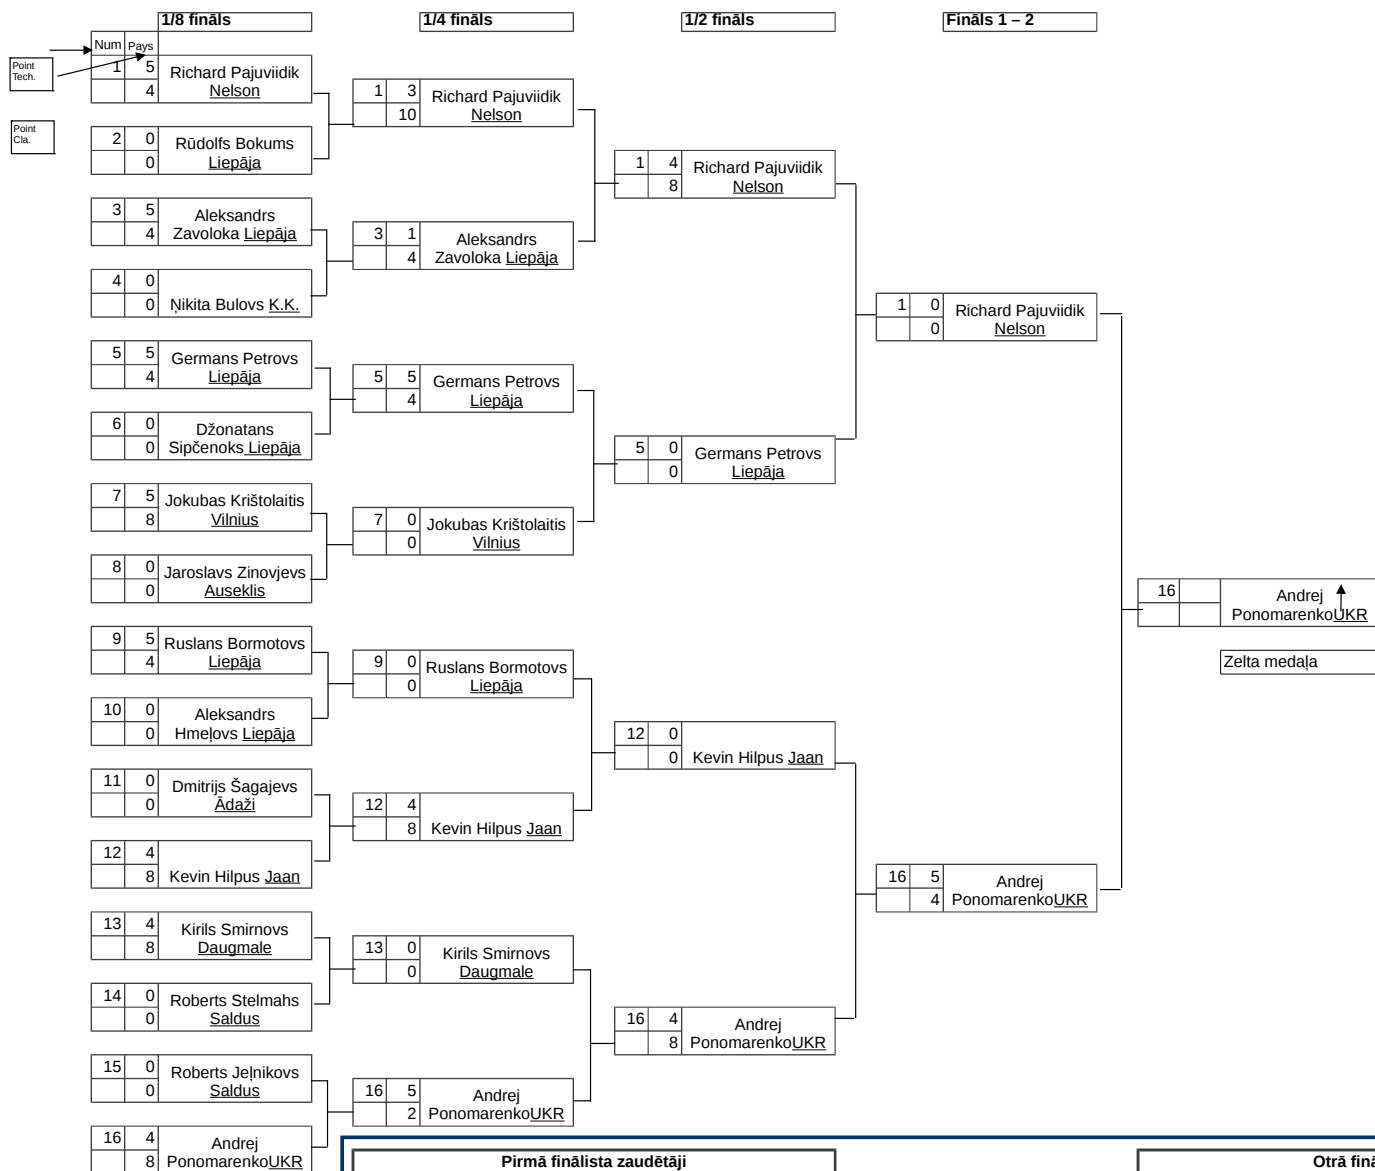 1/8 fināls
1/4 fināls
1/2 fināls
Fināls 1 – 2
Num Pays
Point
Tech.
Point
Cla.
1 5 Richard Pajuviidik
4 Nelson
2 0 Rūdolfs Bokums
0 Liepāja
3 5 Aleksandrs
4 Zavoloka Liepāja
4 0
0 Ņikita Bulovs K.K.
5 5 Germans Petrovs
4 Liepāja
6 0 Džonatans
0 Sipčenoks Liepāja
7 5 Jokubas Krištolaitis
8 Vilnius
8 0 Jaroslavs Zinovjevs
0 Auseklis
9 5 Ruslans Bormotovs
4 Liepāja
10 0 Aleksandrs
0 Hmeļovs Liepāja
11 0 Dmitrijs Šagajevs
0 Ādaži
12 4
8 Kevin Hilpus Jaan
13 4 Kirils Smirnovs
8 Daugmale
14 0 Roberts Stelmahs
0 Saldus
15 0 Roberts Jeļnikovs
0 Saldus
16 4 Andrej
8 PonomarenkoUKR
1 3 Richard Pajuviidik
10 Nelson
3 1 Aleksandrs
4 Zavoloka Liepāja
5 5 Germans Petrovs
4 Liepāja
7 0 Jokubas Krištolaitis
0 Vilnius
9 0 Ruslans Bormotovs
0 Liepāja
12 4
8 Kevin Hilpus Jaan
13 0 Kirils Smirnovs
0 Daugmale
16 5 Andrej
2 PonomarenkoUKR
1 4 Richard Pajuviidik
8 Nelson
5 0 Germans Petrovs
0 Liepāja
12 0
0 Kevin Hilpus Jaan
16 4 Andrej
8 PonomarenkoUKR
1 0 Richard Pajuviidik
0 Nelson
16 5 Andrej
4 PonomarenkoUKR
16 Andrej
PonomarenkoUKR
Zelta medaļa
Pirmā finālista zaudētāji
Otrā finā